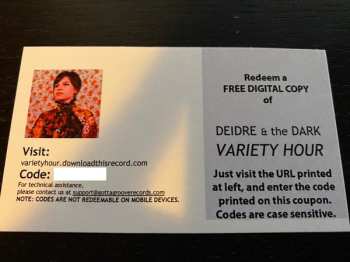 Visit:
varietyhour.downloadthisrecord.com
Code:
For technical assistance,
please contact us at support@gottagrooverecords.com
NOTE: CODES ARE NOT REDEEMABLE ON MOBILE DEVICES.
Redeem a
FREE DIGITAL COPY
of
DEIDRE & the DARK
VARIETY HOUR
Just visit the URL printed
at left, and enter the code
printed on this coupon.
Codes are case sensitive.